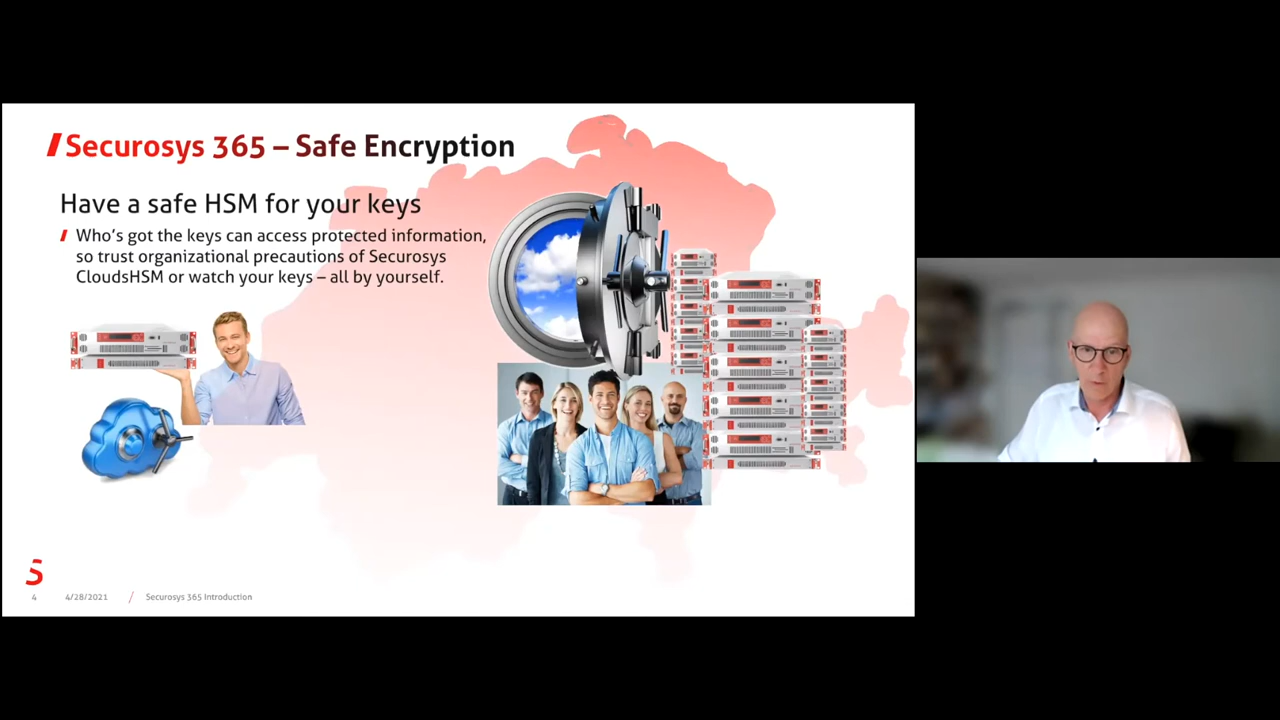 Securosys 365 – Safe Encryption
Have a safe HSM for your keys
Who's got the keys can access protected information,
so trust organizational precautions of Securosys
CloudsHSM or watch your keys – all by yourself.
4
4/28/2021
/
Securosys 365 Introduction